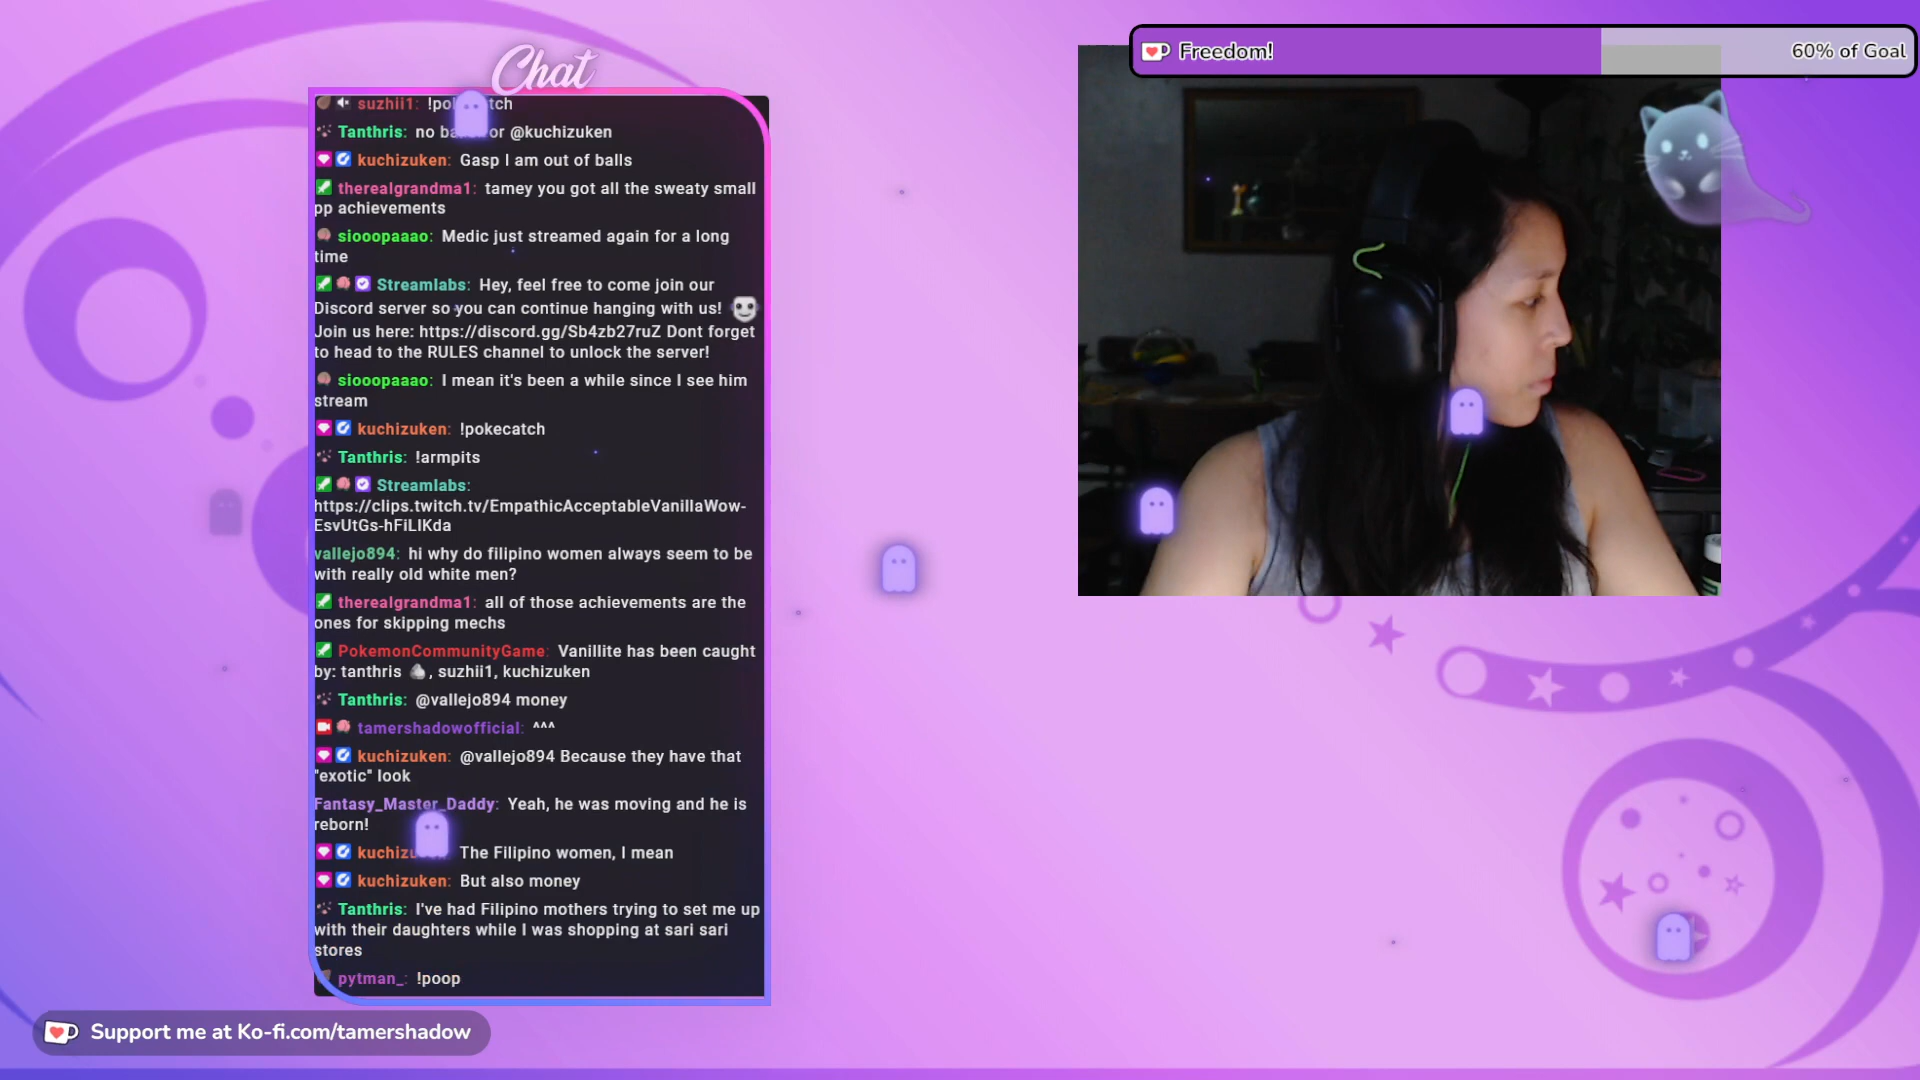 Chat
Freedom!
60% of Goal
suzhii1: !po tch
Tanthris: no or @kuchizuken
kuchizuken: Gasp I am out of balls
therealgrandma1: tamey you got all the sweaty small
pp achievements
siooopaaao: Medic just streamed again for a long
time
Streamlabs: Hey, feel free to come join our
Discord server so you can continue hanging with us!
Join us here: https://discord.gg/Sb4zb27ruZ Dont forget
to head to the RULES channel to unlock the server!
siooopaaao: I mean it's been a while since I see him
stream
kuchizuken: !pokecatch
Tanthris: !armpits
Streamlabs:
https://clips.twitch.tv/EmpathicAcceptableVanillaWow-
EsvUtGs-hFiLIKda
vallejo894: hi why do filipino women always seem to be
with really old white men?
therealgrandma1: all of those achievements are the
ones for skipping mechs
PokemonCommunityGame: Vanillite has been caught
by: tanthris , suzhii1, kuchizuken
Tanthris: @vallejo894 money
tamershadowofficial: ^^^
kuchizuken: @vallejo894 Because they have that
"exotic" look
Fantasy_Master_Daddy: Yeah, he was moving and he is
reborn!
kuchizu The Filipino women, I mean
kuchizuken: But also money
Tanthris: I've had Filipino mothers trying to set me up
with their daughters while I was shopping at sari sari
stores
pytman_: !poop
Support me at Ko-fi.com/tamershadow